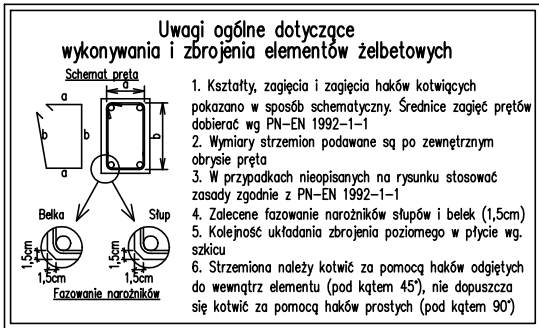 Uwagi ogólne dotyczące
wykonywania i zbrojenia elementów żelbetowych
Schemat pręta
a
a
b
b
b
a
Belka
Słup
1,5cm
1,5cm
1,5cm
1,5cm
Fazowanie narożników
1. Kształty, zagięcia i zagięcia haków kotwiących
pokazano w sposób schematyczny. Średnice zagięć prętów
dobierać wg PN-EN 1992-1-1
2. Wymiary strzemion podawane są po zewnętrznym
obrysie pręta
3. W przypadkach nieopisanych na rysunku stosować
zasady zgodnie z PN-EN 1992-1-1
4. Zalecene fazowanie narożników słupów i belek (1,5cm)
5. Kolejność układania zbrojenia poziomego w płycie wg.
szkicu
6. Strzemiona należy kotwić za pomocą haków odgiętych
do wewnątrz elementu (pod kątem 45°), nie dopuszcza
się kotwić za pomocą haków prostych (pod kątem 90°)